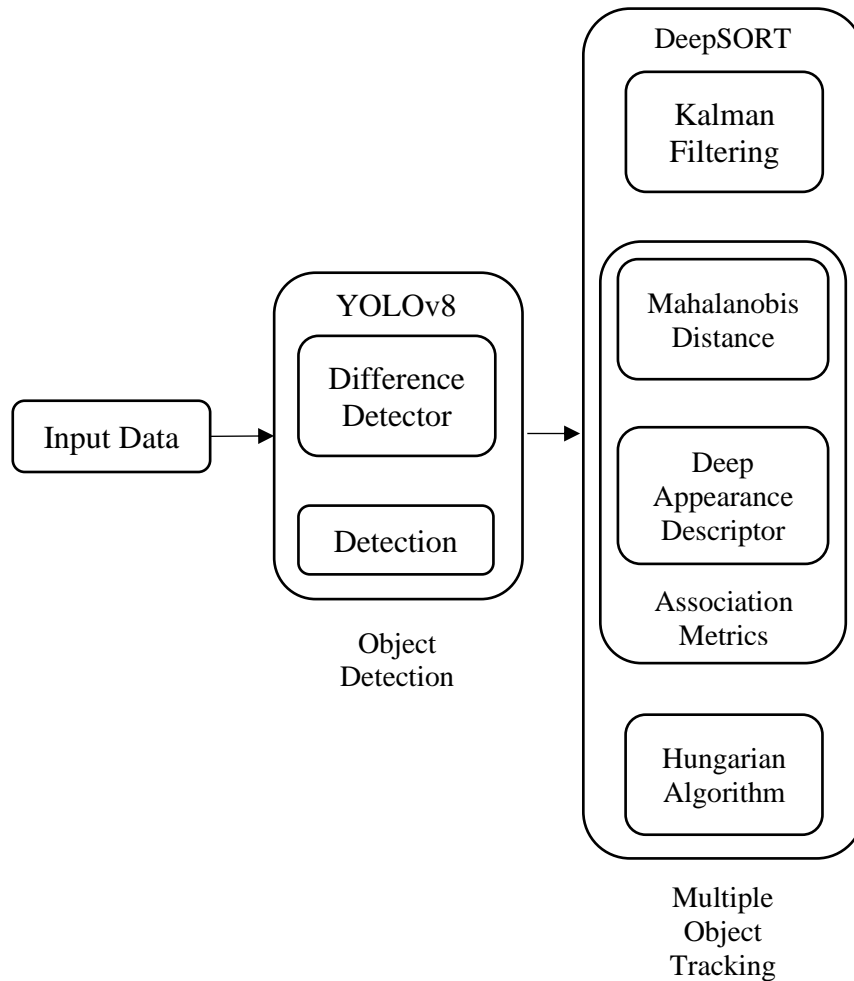 Input Data
YOLOv8
Difference
Detector
Detection
Object
Detection
DeepSORT
Kalman
Filtering
Mahalanobis
Distance
Deep
Appearance
Descriptor
Association
Metrics
Hungarian
Algorithm
Multiple
Object
Tracking